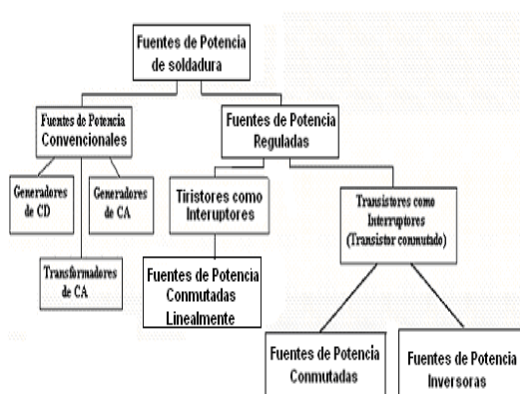 Fuentes de Potencia
de soldadura
Fuentes de Potencia
Convencionales
Fuentes de Potencia
Reguladas
Generadores
de CD
Generadores
de CA
Tiristores como
Interuptores
Transistores como
Interruptores
(Transistor conmutado)
Transformadores
de CA
Fuentes de Potencia
Conmutadas
Linealmente
Fuentes de Potencia
Conmutadas
Fuentes de Potencia
Inversoras